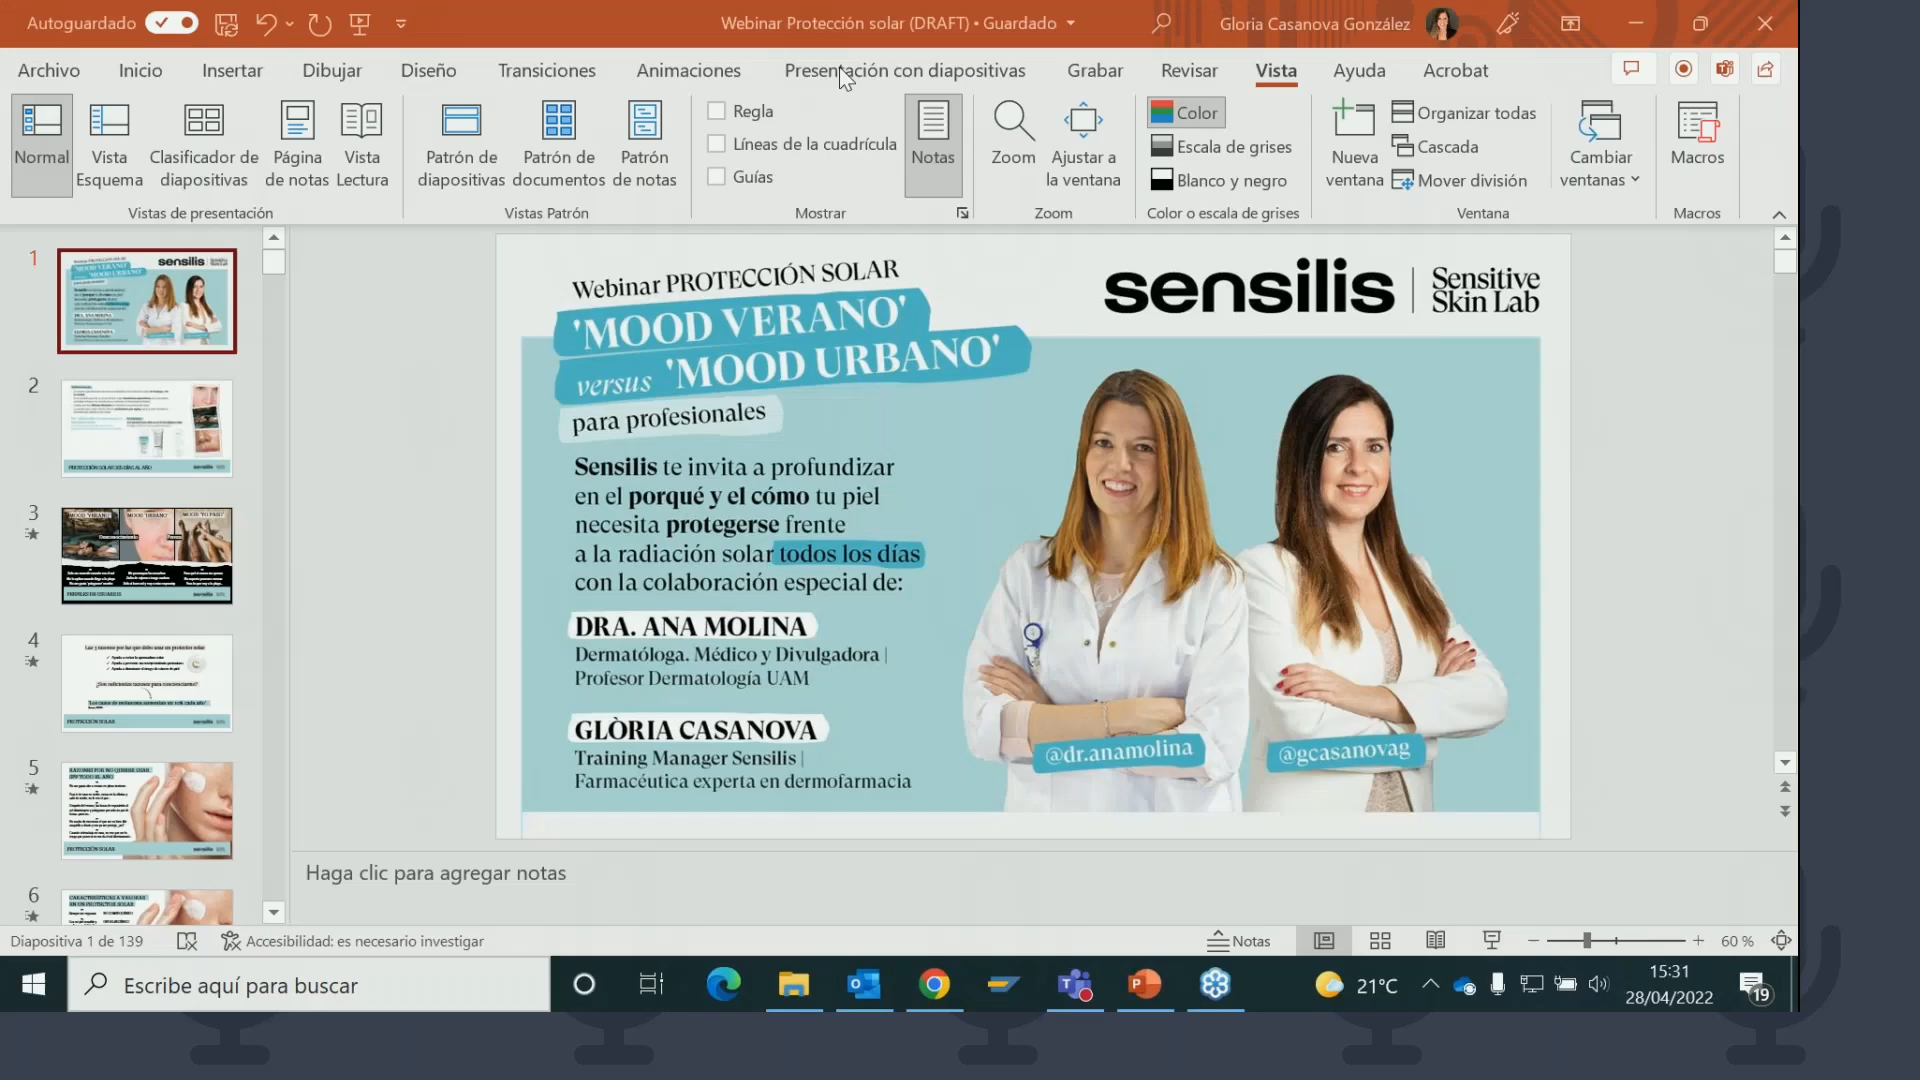 Autoguardado
Webinar Protección solar (DRAFT) • Guardado
Gloria Casanova González
Archivo Inicio Insertar Dibujar Diseño Transiciones Animaciones Presentación con diapositivas Grabar Revisar Vista Ayuda Acrobat
Normal
Vista Esquema
Clasificador de diapositivas
Página de notas
Vista Lectura
Patrón de diapositivas
Patrón de documentos
Patrón de notas
Regla
Líneas de la cuadrícula
Guías
Notas
Zoom
Ajustar a la ventana
Color
Escala de grises
Blanco y negro
Nueva ventana
Organizar todas
Cascada
Mover división
Cambiar ventanas
Macros
Vistas de presentación
Vistas Patrón
Mostrar
Zoom
Color o escala de grises
Ventana
Macros
1
2
3
4
5
6
Webinar PROTECCIÓN SOLAR
'MOOD VERANO'
versus 'MOOD URBANO'
para profesionales
sensilis | Sensitive
Skin Lab
Sensilis te invita a profundizar
en el porqué y el cómo tu piel
necesita protegerse frente
a la radiación solar todos los días
con la colaboración especial de:
DRA. ANA MOLINA
Dermatóloga. Médico y Divulgadora |
Profesor Dermatología UAM
GLÒRIA CASANOVA
Training Manager Sensilis |
Farmacéutica experta en dermofarmacia
@dr.anamolina
@gcasanovag
Haga clic para agregar notas
Diapositiva 1 de 139
Accesibilidad: es necesario investigar
Notas
60 %
Escribe aquí para buscar
21°C
15:31
28/04/2022
19